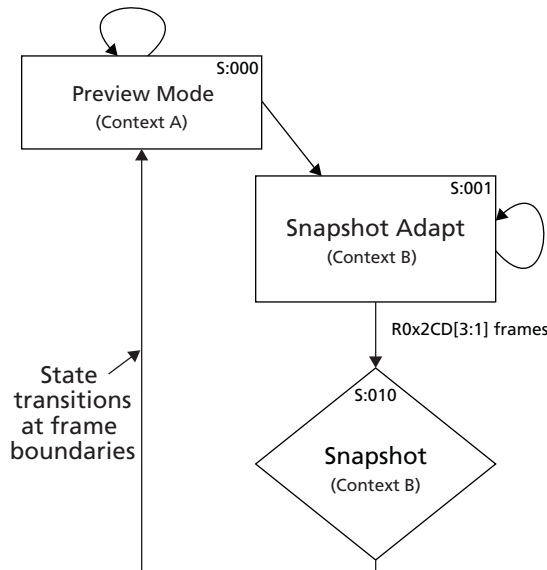 S:000
Preview Mode
(Context A)
S:001
Snapshot Adapt
(Context B)
R0x2CD[3:1] frames
State
transitions
at frame
boundaries
S:010
Snapshot
(Context B)